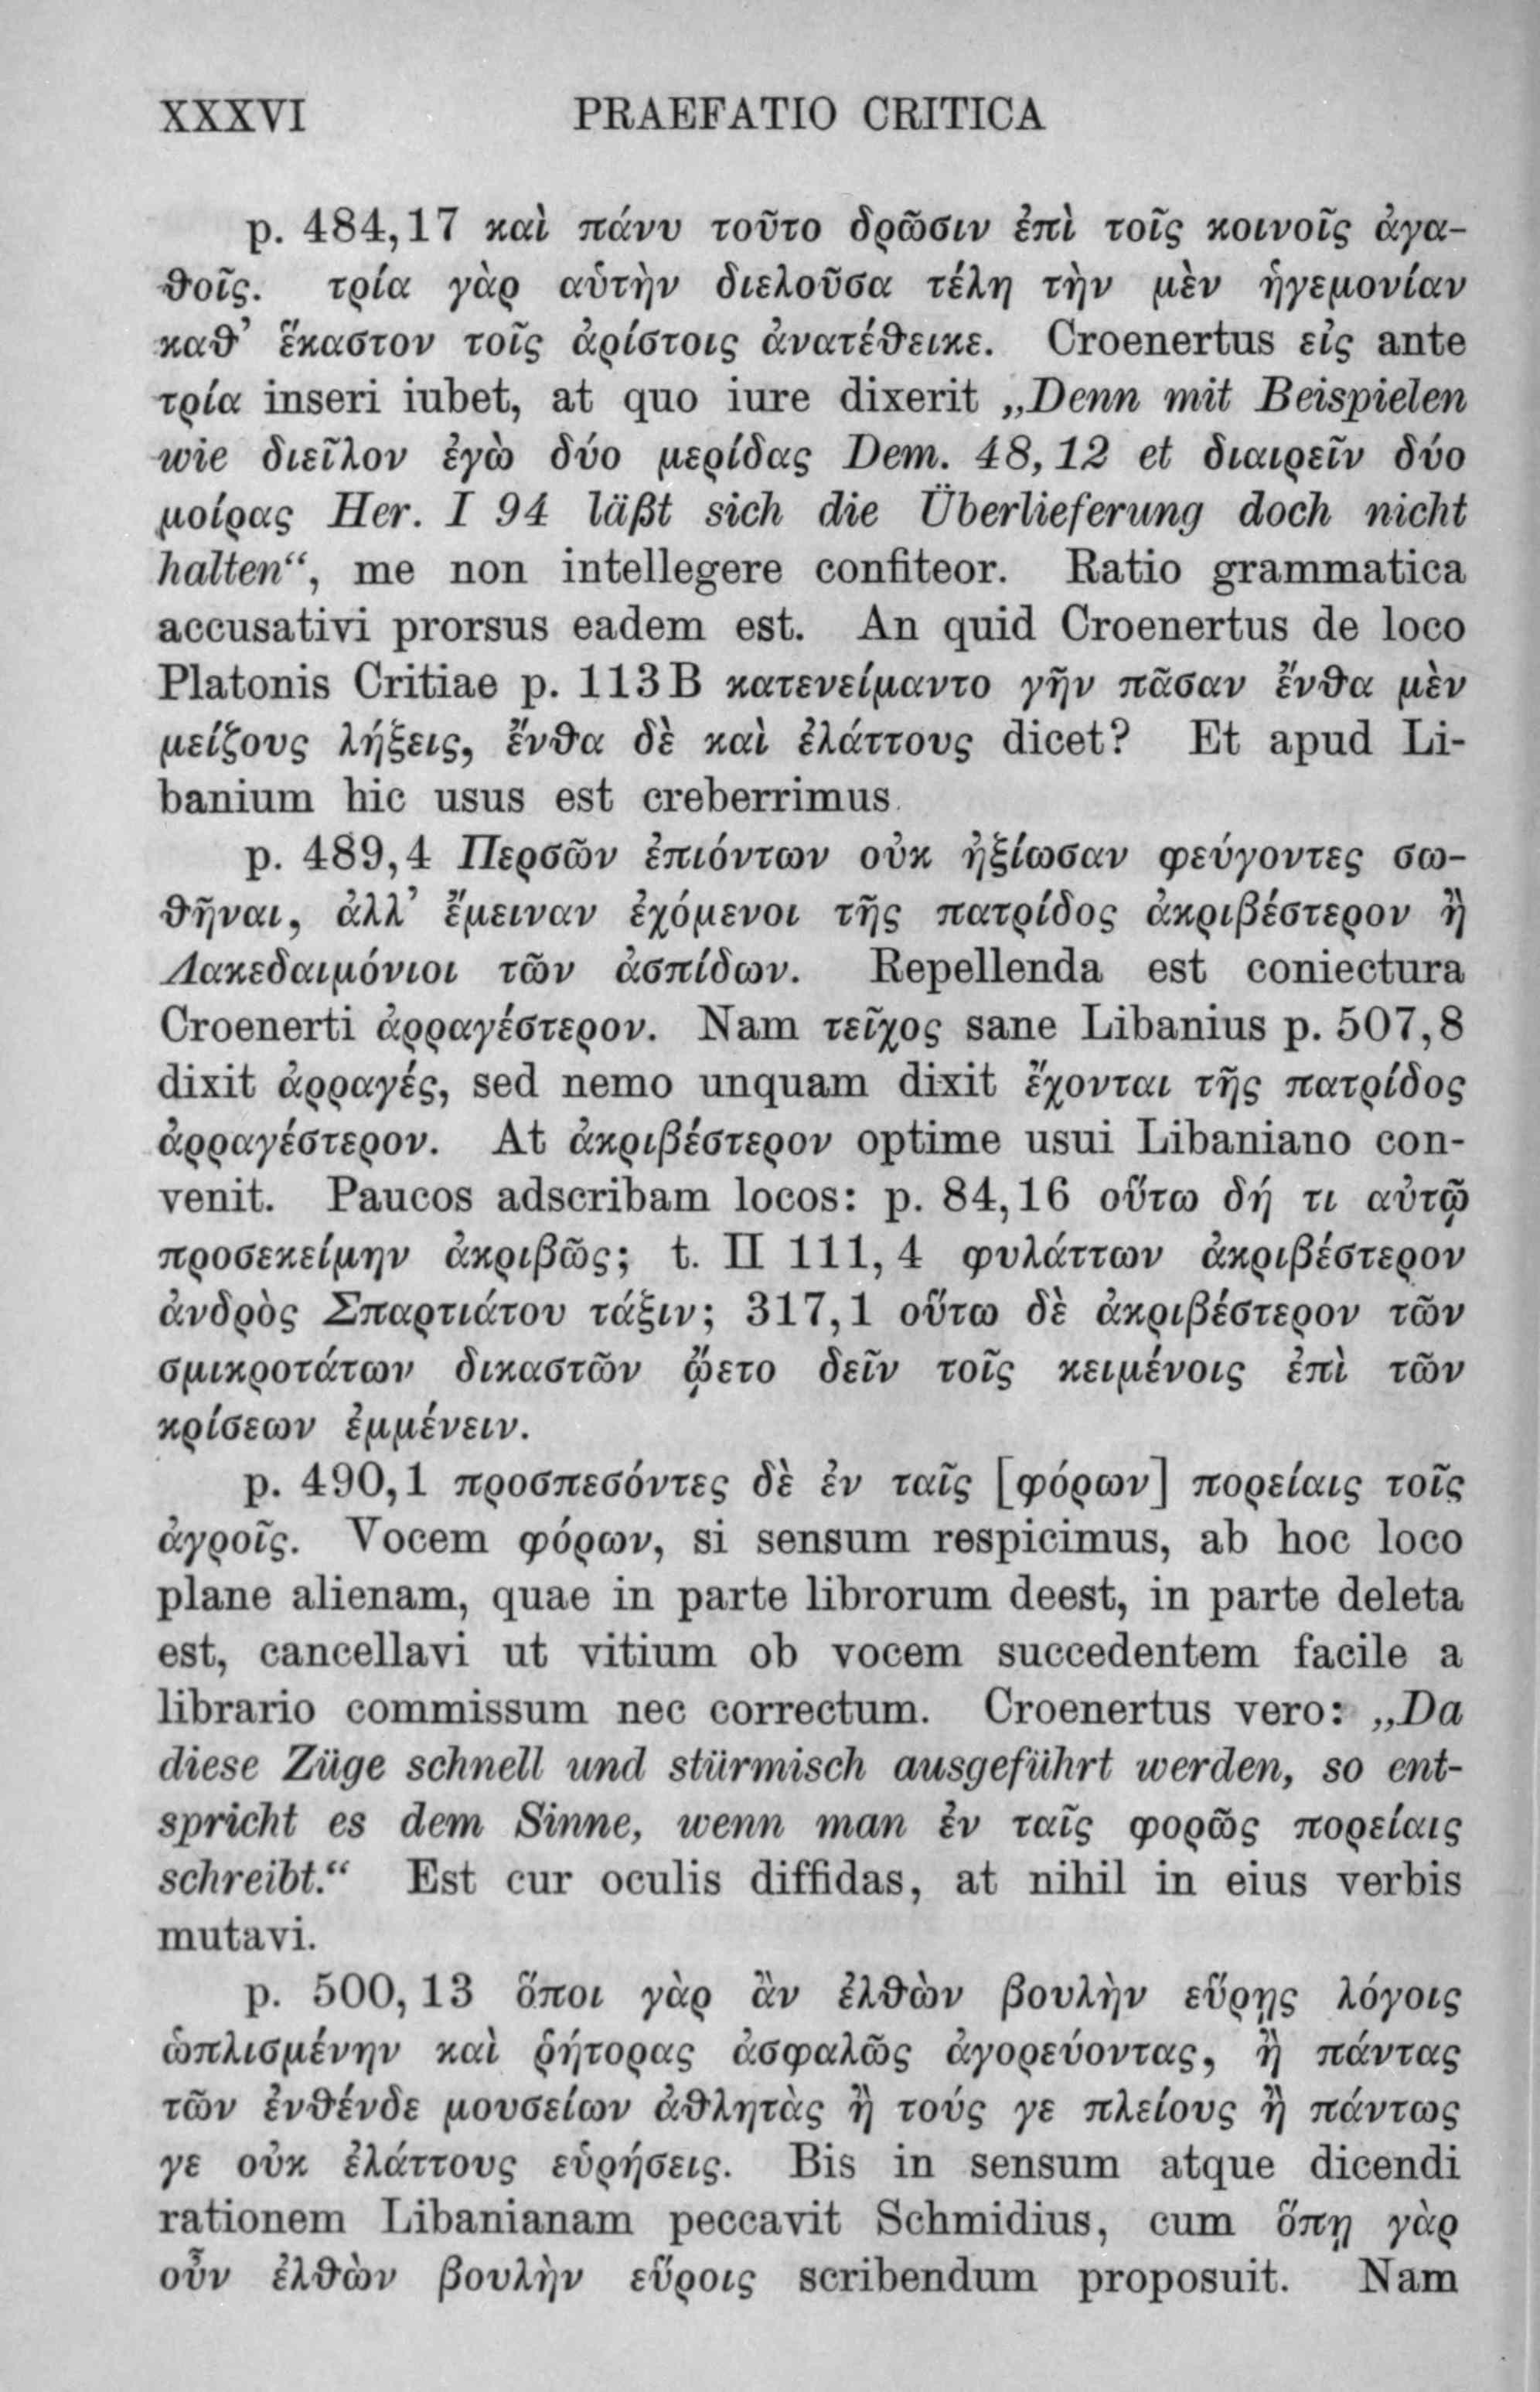 XXXVI PRAEFATIO CRITICA
p. 484,17 καὶ πάνυ τοῦτο δρῶσιν ἐπὶ τοῖς κοινοῖς ἀγα-
θοῖς. τρία γὰρ αὑτὴν διελοῦσα τέλη τὴν μὲν ἡγεμονίαν
καθ’ ἕκαστον τοῖς ἀρίστοις ἀνατέθεικε. Croenertus εἰς ante
τρία inseri iubet, at quo iure dixerit „Denn mit Beispielen
wie διεῖλον ἐγὼ δύο μερίδας Dem. 48,12 et διαιρεῖν δύο
μοίρας Her. I 94 läßt sich die Überlieferung doch nicht
halten“, me non intellegere confiteor. Ratio grammatica
accusativi prorsus eadem est. An quid Croenertus de loco
Platonis Critiae p. 113B κατενείμαντο γῆν πᾶσαν ἔνθα μὲν
μείζους λήξεις, ἔνθα δὲ καὶ ἐλάττους dicet? Et apud Li-
banium hic usus est creberrimus.
p. 489,4 Περσῶν ἐπιόντων οὐκ ἠξίωσαν φεύγοντες σω-
θῆναι, ἀλλ’ ἔμειναν ἐχόμενοι τῆς πατρίδος ἀκριβέστερον ἢ
Λακεδαιμόνιοι τῶν ἀσπίδων. Repellenda est coniectura
Croenerti ἀρραγέστερον. Nam τεῖχος sane Libanius p. 507,8
dixit ἀρραγές, sed nemo unquam dixit ἔχονται τῆς πατρίδος
ἀρραγέστερον. At ἀκριβέστερον optime usui Libaniano con-
venit. Paucos adscribam locos: p. 84,16 οὕτω δή τι αὐτῷ
προσεκείμην ἀκριβῶς; t. II 111,4 φυλάττων ἀκριβέστερον
ἀνδρὸς Σπαρτιάτου τάξιν; 317,1 οὕτω δὲ ἀκριβέστερον τῶν
σμικροτάτων δικαστῶν ᾤετο δεῖν τοῖς κειμένοις ἐπὶ τῶν
κρίσεων ἐμμένειν.
p. 490,1 προσπεσόντες δὲ ἐν ταῖς [φόρων] πορείαις τοῖς
ἀγροῖς. Vocem φόρων, si sensum respicimus, ab hoc loco
plane alienam, quae in parte librorum deest, in parte deleta
est, cancellavi ut vitium ob vocem succedentem facile a
librario commissum nec correctum. Croenertus vero: „Da
diese Züge schnell und stürmisch ausgeführt werden, so ent-
spricht es dem Sinne, wenn man ἐν ταῖς φορῶς πορείαις
schreibt.“ Est cur oculis diffidas, at nihil in eius verbis
mutavi.
p. 500,13 ὅποι γὰρ ἂν ἐλθὼν βουλὴν εὕρῃς λόγοις
ὡπλισμένην καὶ ῥήτορας ἀσφαλῶς ἀγορεύοντας, ἢ πάντας
τῶν ἐνθένδε μουσείων ἀθλητὰς ἢ τούς γε πλείους ἢ πάντως
γε οὐκ ἐλάττους εὑρήσεις. Bis in sensum atque dicendi
rationem Libanianam peccavit Schmidius, cum ὅπῃ γὰρ
οὖν ἐλθὼν βουλὴν εὕροις scribendum proposuit. Nam